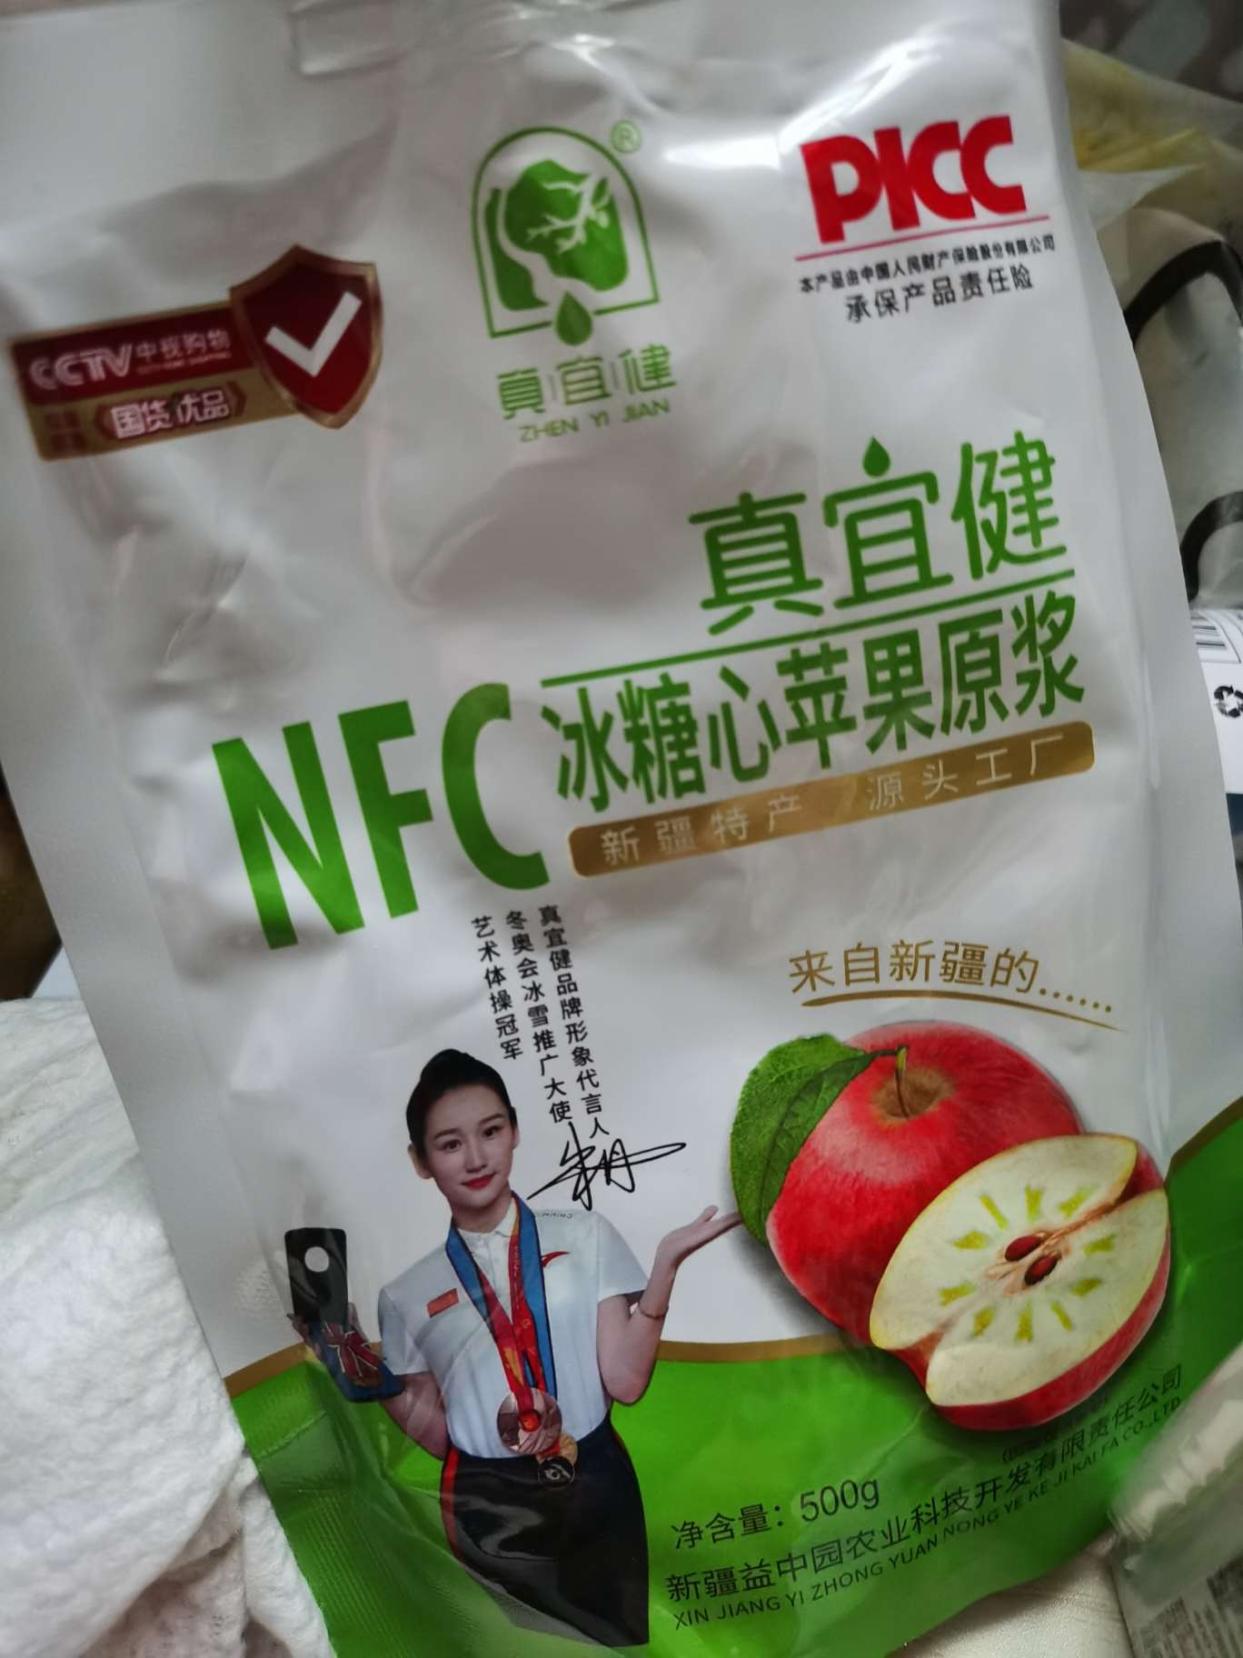 CCTV 中视购物
国货优品
®
真宜健
ZHEN YI JIAN
PICC
本产品由中国人民财产保险股份有限公司
承保产品责任险
真宜健
NFC 冰糖心苹果原浆
新疆特产 源头工厂
真宜健品牌形象代言人
冬奥会冰雪推广大使
艺术体操冠军
来自新疆的......
净含量：500g
新疆益中园农业科技开发有限责任公司
XIN JIANG YI ZHONG YUAN NONG YE KE JI KAI FA CO.,LTD